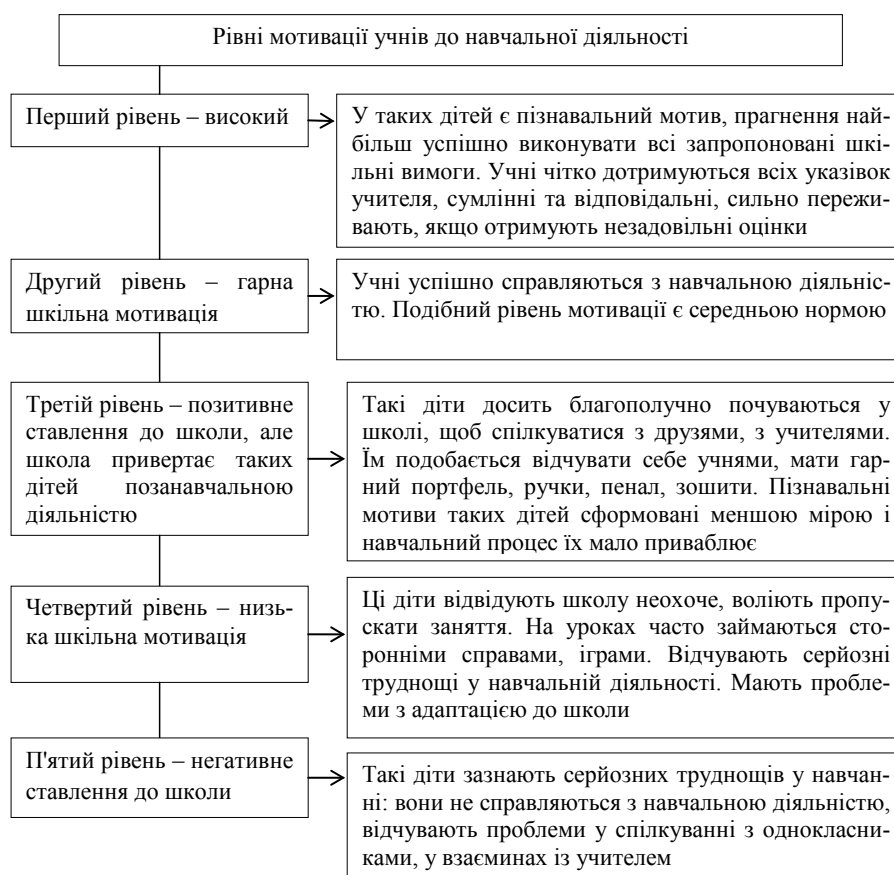 Рівні мотивації учнів до навчальної діяльності
Перший рівень – високий
У таких дітей є пізнавальний мотив, прагнення най-
більш успішно виконувати всі запропоновані шкі-
льні вимоги. Учні чітко дотримуються всіх указівок
учителя, сумлінні та відповідальні, сильно пережи-
вають, якщо отримують незадовільні оцінки
Другий рівень – гарна
шкільна мотивація
Учні успішно справляються з навчальною діяльніс-
тю. Подібний рівень мотивації є середньою нормою
Третій рівень – позитивне
ставлення до школи, але
школа привертає таких
дітей позанавчальною
діяльністю
Такі діти досить благополучно почуваються у
школі, щоб спілкуватися з друзями, з учителями.
Їм подобається відчувати себе учнями, мати гар-
ний портфель, ручки, пенал, зошити. Пізнавальні
мотиви таких дітей сформовані меншою мірою і
навчальний процес їх мало приваблює
Четвертий рівень – низь-
ка шкільна мотивація
Ці діти відвідують школу неохоче, воліють пропу-
скати заняття. На уроках часто займаються сто-
ронніми справами, іграми. Відчувають серйозні
труднощі у навчальній діяльності. Мають пробле-
ми з адаптацією до школи
П'ятий рівень – негативне
ставлення до школи
Такі діти зазнають серйозних труднощів у навчан-
ні: вони не справляються з навчальною діяльністю,
відчувають проблеми у спілкуванні з однокласни-
ками, у взаєминах із учителем